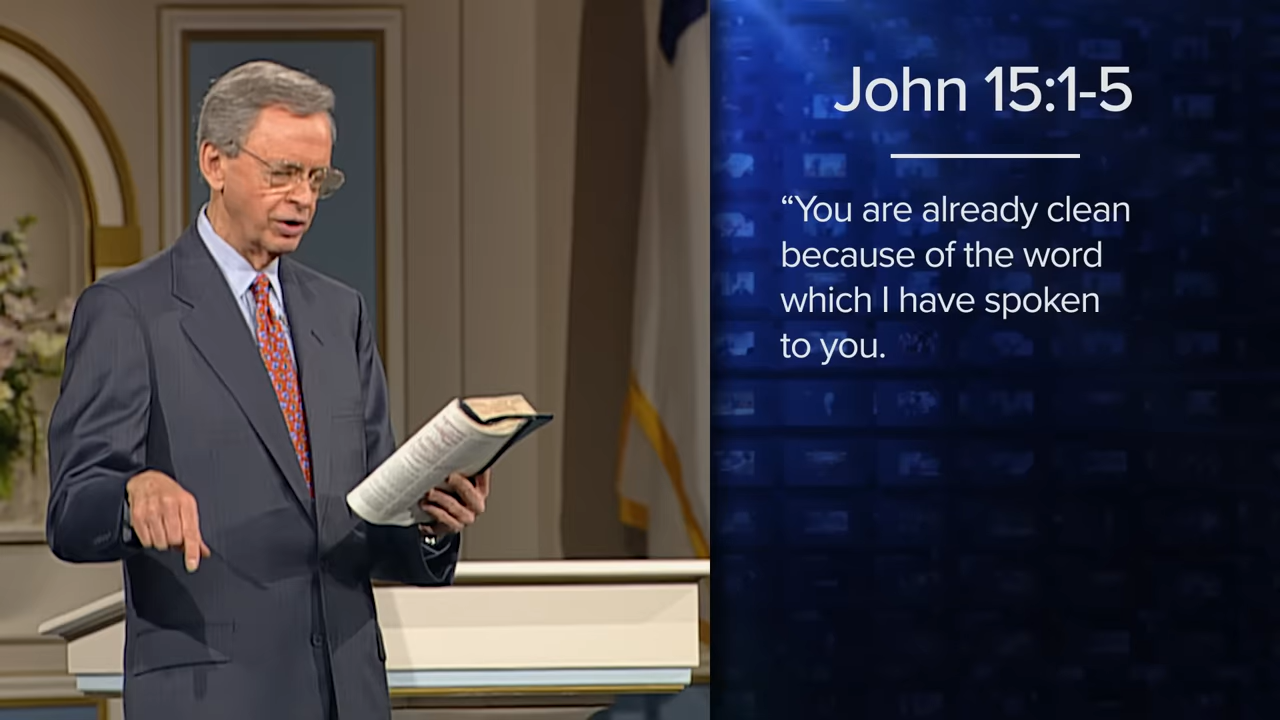 John 15:1-5
“You are already clean
because of the word
which I have spoken
to you.